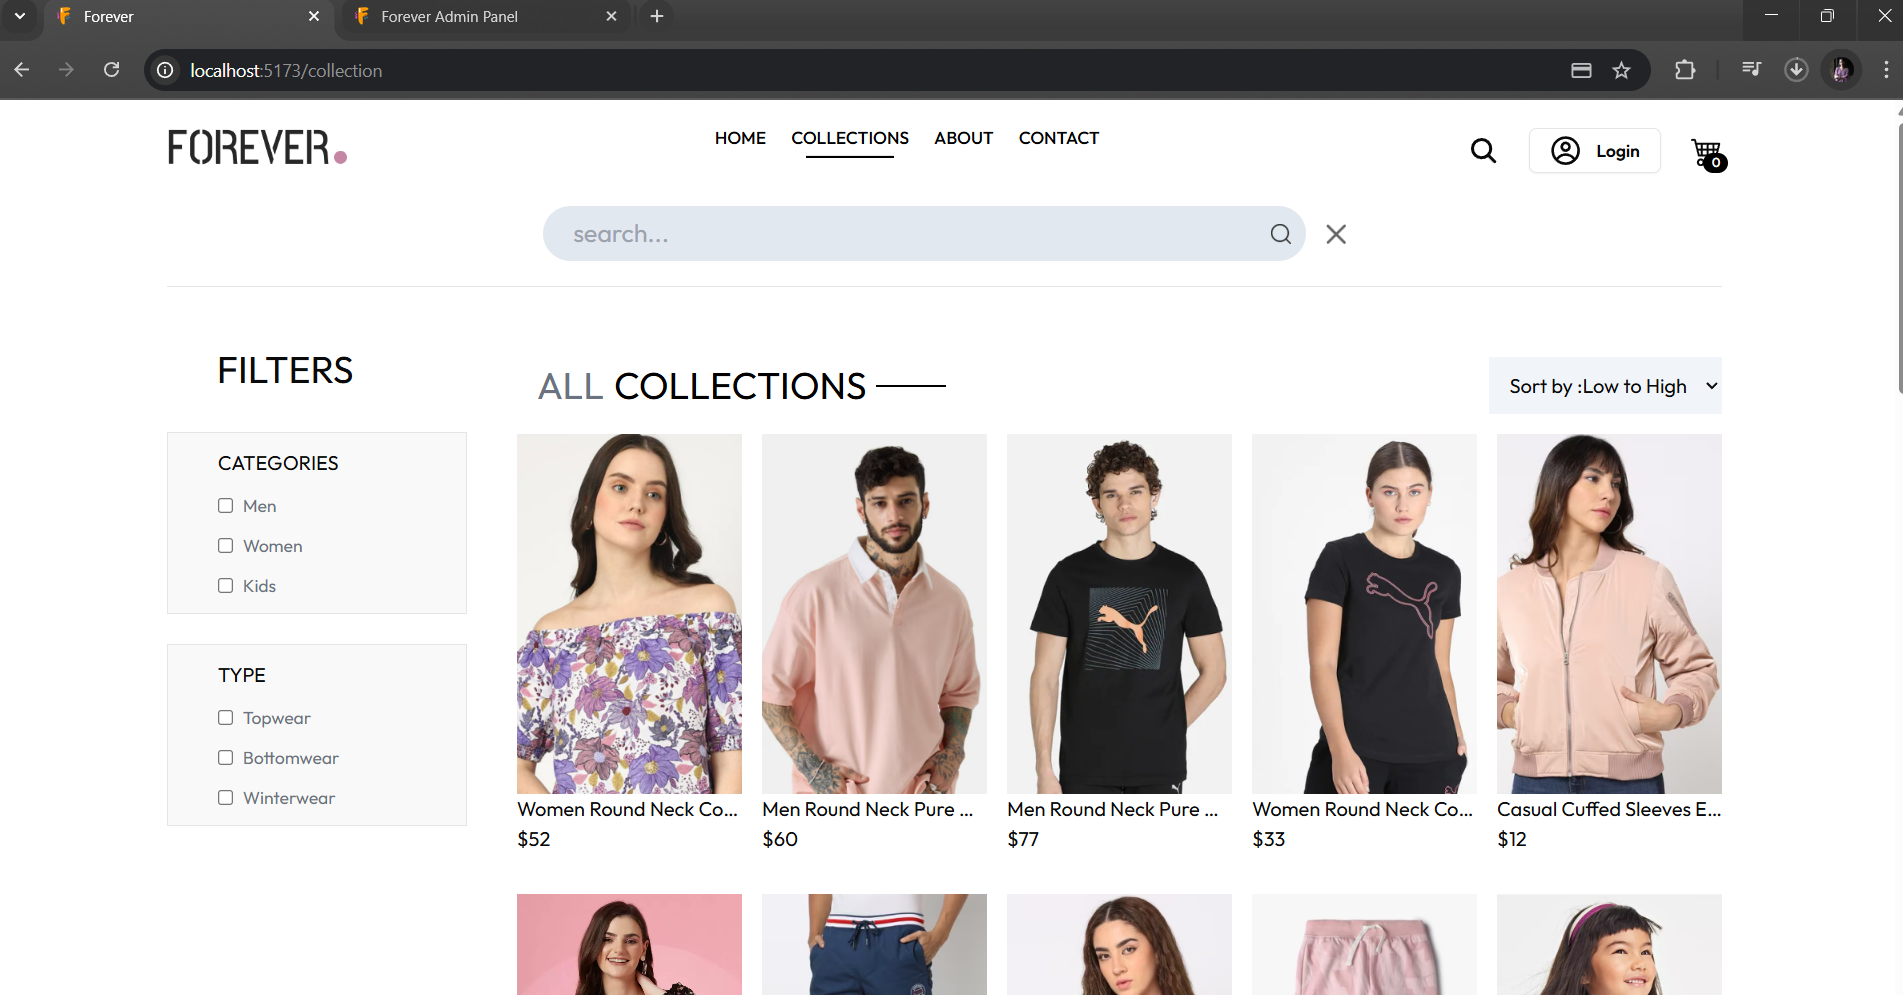 Forever
Forever Admin Panel
localhost:5173/collection
FOREVER.
HOME COLLECTIONS ABOUT CONTACT
Login
0
search...
FILTERS
ALL COLLECTIONS
Sort by :Low to High
CATEGORIES
Men
Women
Kids
TYPE
Topwear
Bottomwear
Winterwear
Women Round Neck Co...
$52
Men Round Neck Pure ...
$60
Men Round Neck Pure ...
$77
Women Round Neck Co...
$33
Casual Cuffed Sleeves E...
$12